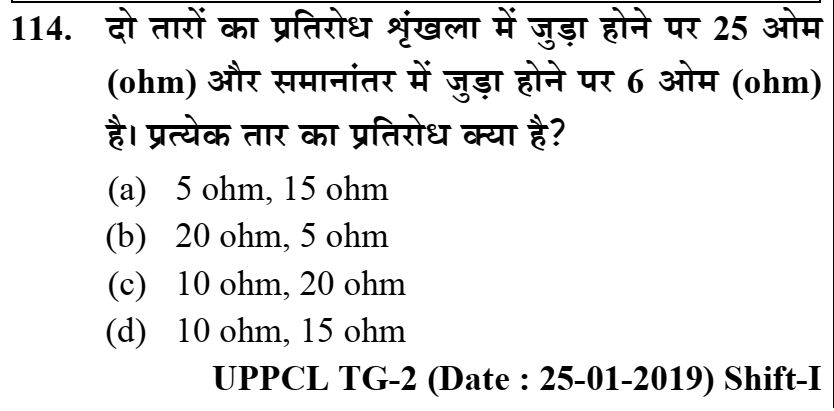 114. दो तारों का प्रतिरोध शृंखला में जुड़ा होने पर 25 ओम
(ohm) और समानांतर में जुड़ा होने पर 6 ओम (ohm)
है। प्रत्येक तार का प्रतिरोध क्या है?
(a) 5 ohm, 15 ohm
(b) 20 ohm, 5 ohm
(c) 10 ohm, 20 ohm
(d) 10 ohm, 15 ohm
UPPCL TG-2 (Date : 25-01-2019) Shift-I